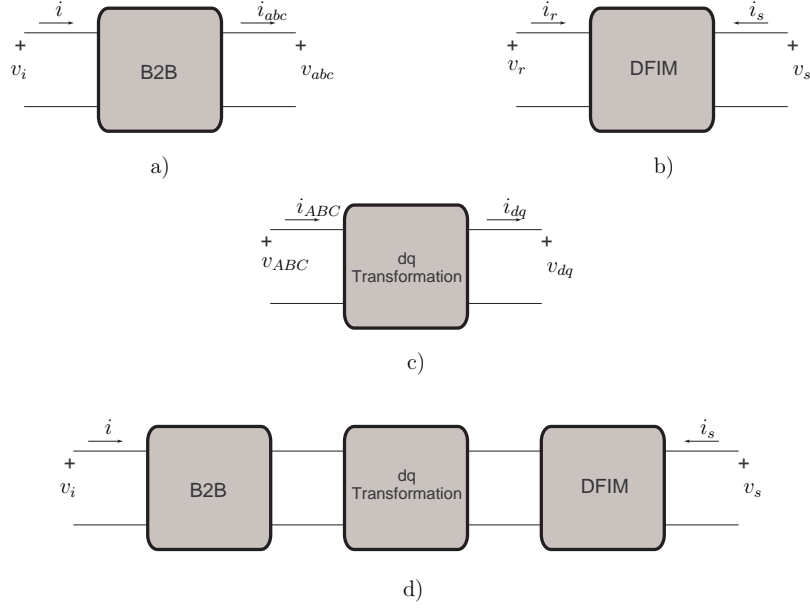 i i_abc i_r i_s
+ + + +
v_i B2B v_abc v_r DFIM v_s
a) b)
i_ABC i_dq
+ +
v_ABC dq v_dq
Transformation
c)
i i_s
+ +
v_i B2B dq DFIM v_s
Transformation
d)